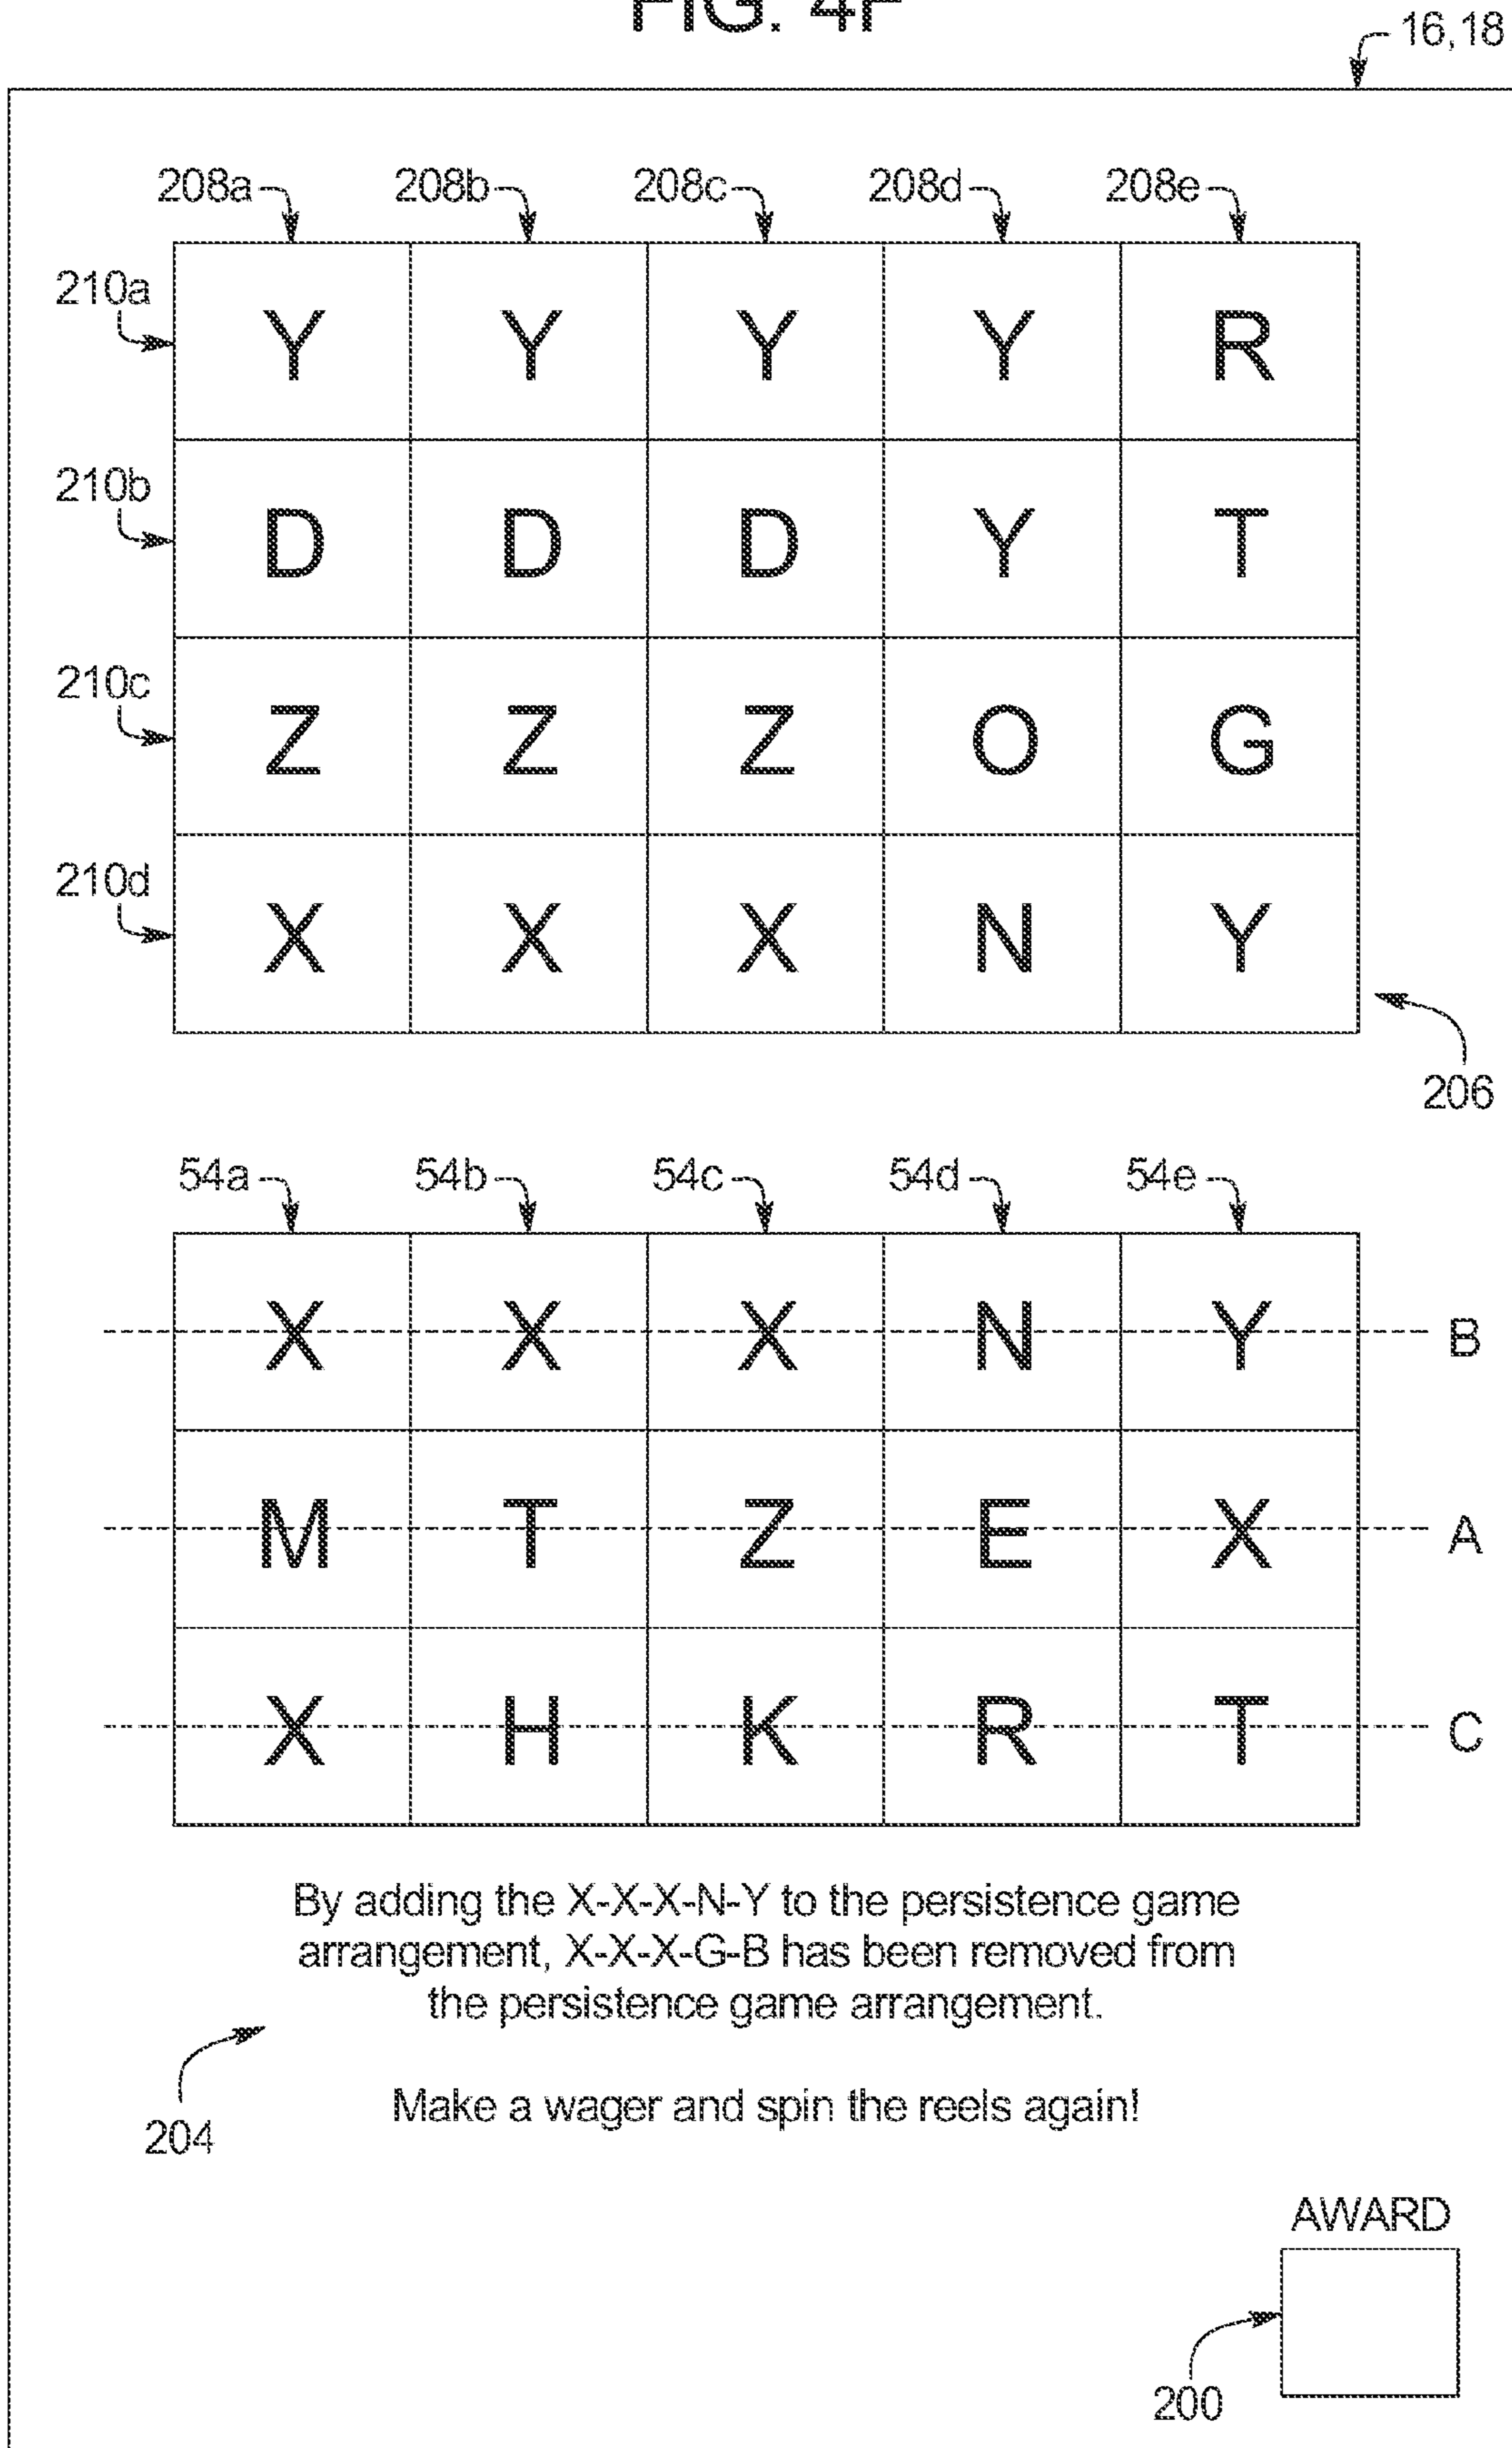 FIG. 4F
16,18
208a 208b 208c 208d 208e
210a Y Y Y Y R
210b D D D Y T
210c Z Z Z O G
210d X X X N Y
206
54a 54b 54c 54d 54e
X X X N Y B
M T Z E X A
X H K R T C
By adding the X-X-X-N-Y to the persistence game
arrangement, X-X-X-G-B has been removed from
the persistence game arrangement.
204
Make a wager and spin the reels again!
AWARD
200